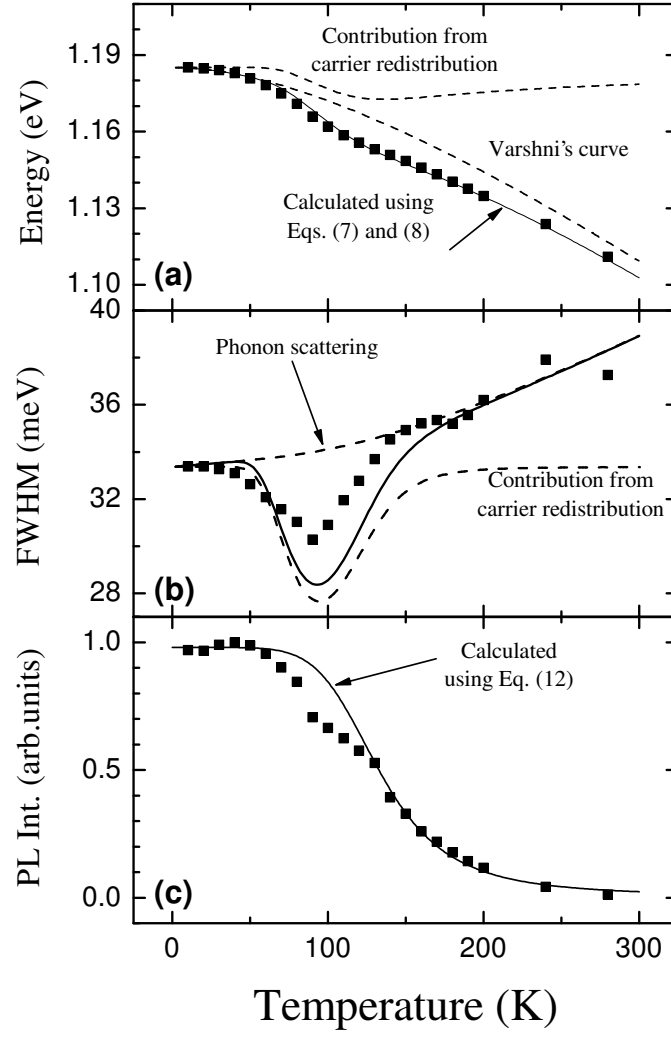 Energy (eV)
1.19
1.16
1.13
1.10
Contribution from
carrier redistribution
Varshni's curve
Calculated using
Eqs. (7) and (8)
(a)
FWHM (meV)
40
36
32
28
Phonon scattering
Contribution from
carrier redistribution
(b)
PL Int. (arb.units)
1.0
0.5
0.0
Calculated
using Eq. (12)
(c)
0 100 200 300
Temperature (K)